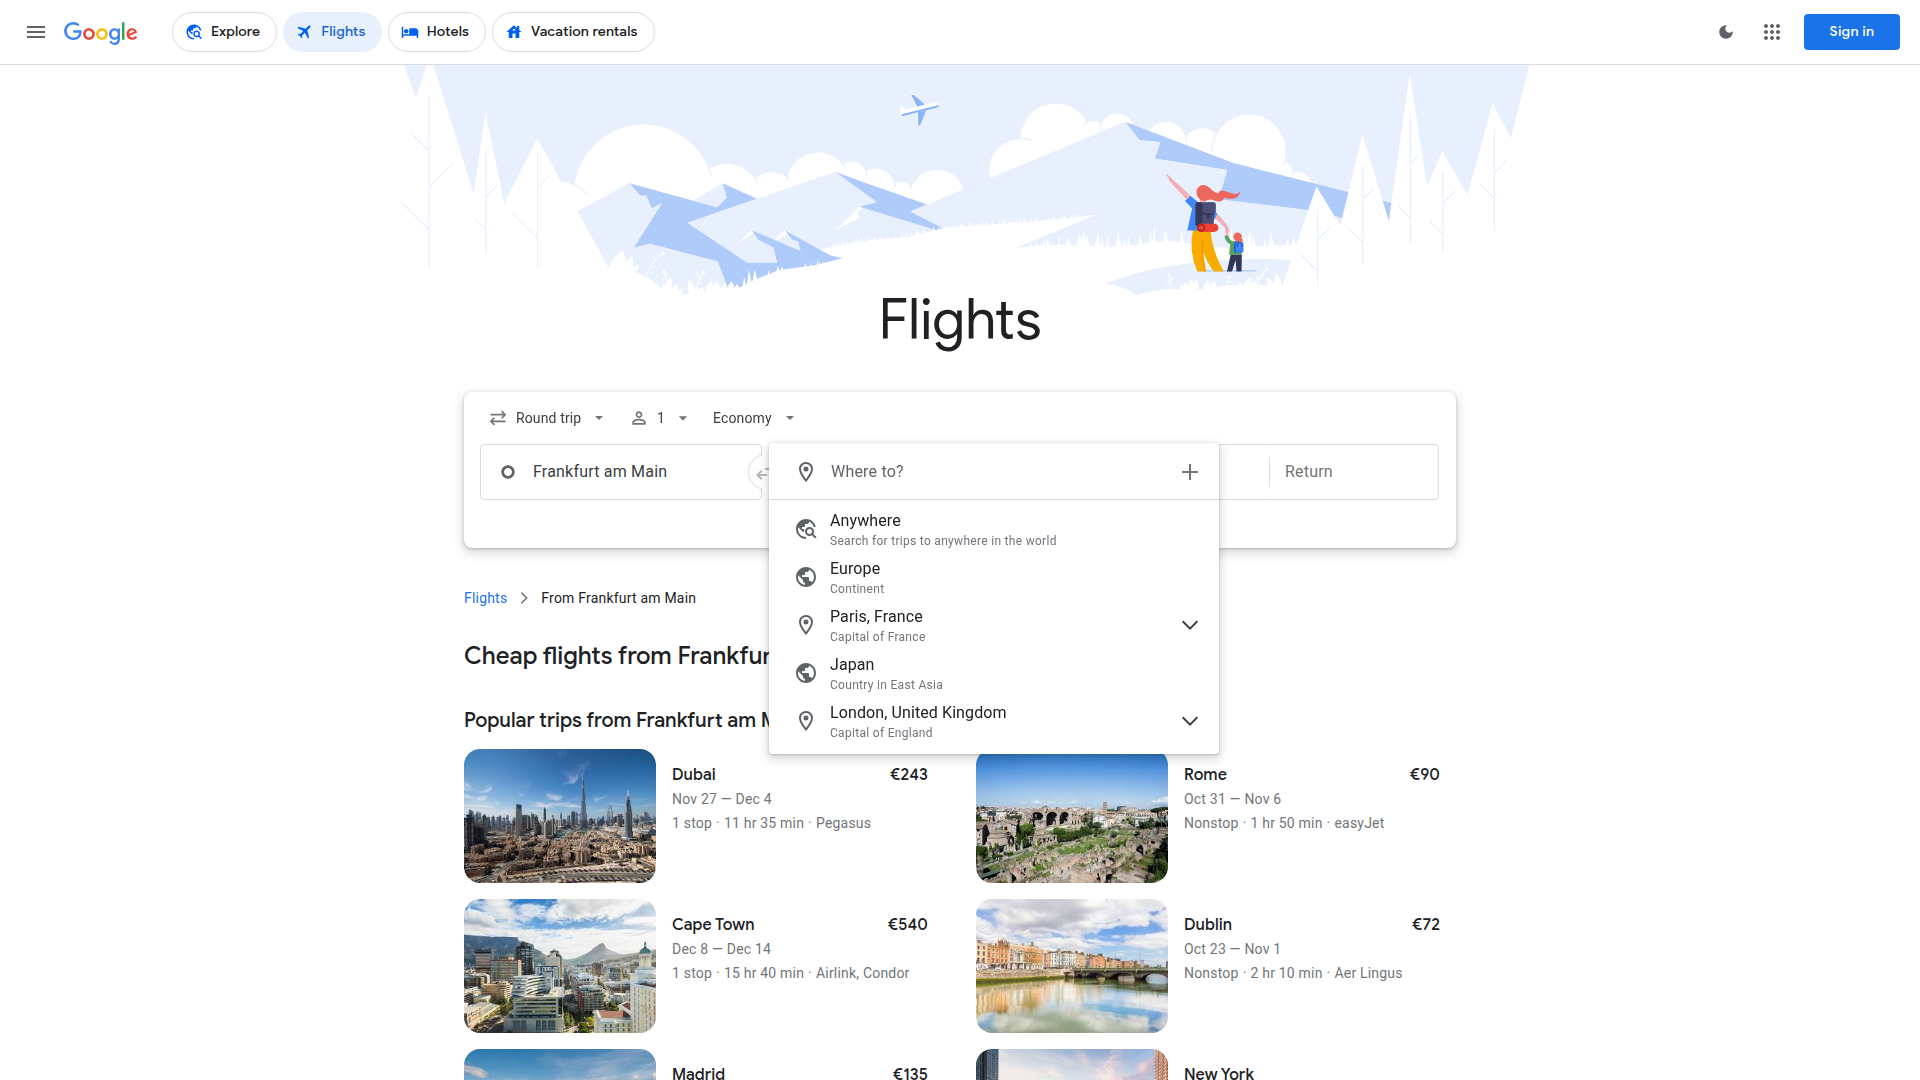 Google
Explore
Flights
Hotels
Vacation rentals
Sign in
Flights
Round trip
1
Economy
Frankfurt am Main
Where to?
Return
Anywhere
Search for trips to anywhere in the world
Europe
Continent
Paris, France
Capital of France
Japan
Country in East Asia
London, United Kingdom
Capital of England
Flights
From Frankfurt am Main
Cheap flights from Frankfur
Popular trips from Frankfurt am M
Dubai
€243
Nov 27 — Dec 4
1 stop · 11 hr 35 min · Pegasus
Rome
€90
Oct 31 — Nov 6
Nonstop · 1 hr 50 min · easyJet
Cape Town
€540
Dec 8 — Dec 14
1 stop · 15 hr 40 min · Airlink, Condor
Dublin
€72
Oct 23 — Nov 1
Nonstop · 2 hr 10 min · Aer Lingus
Madrid
€135
New York